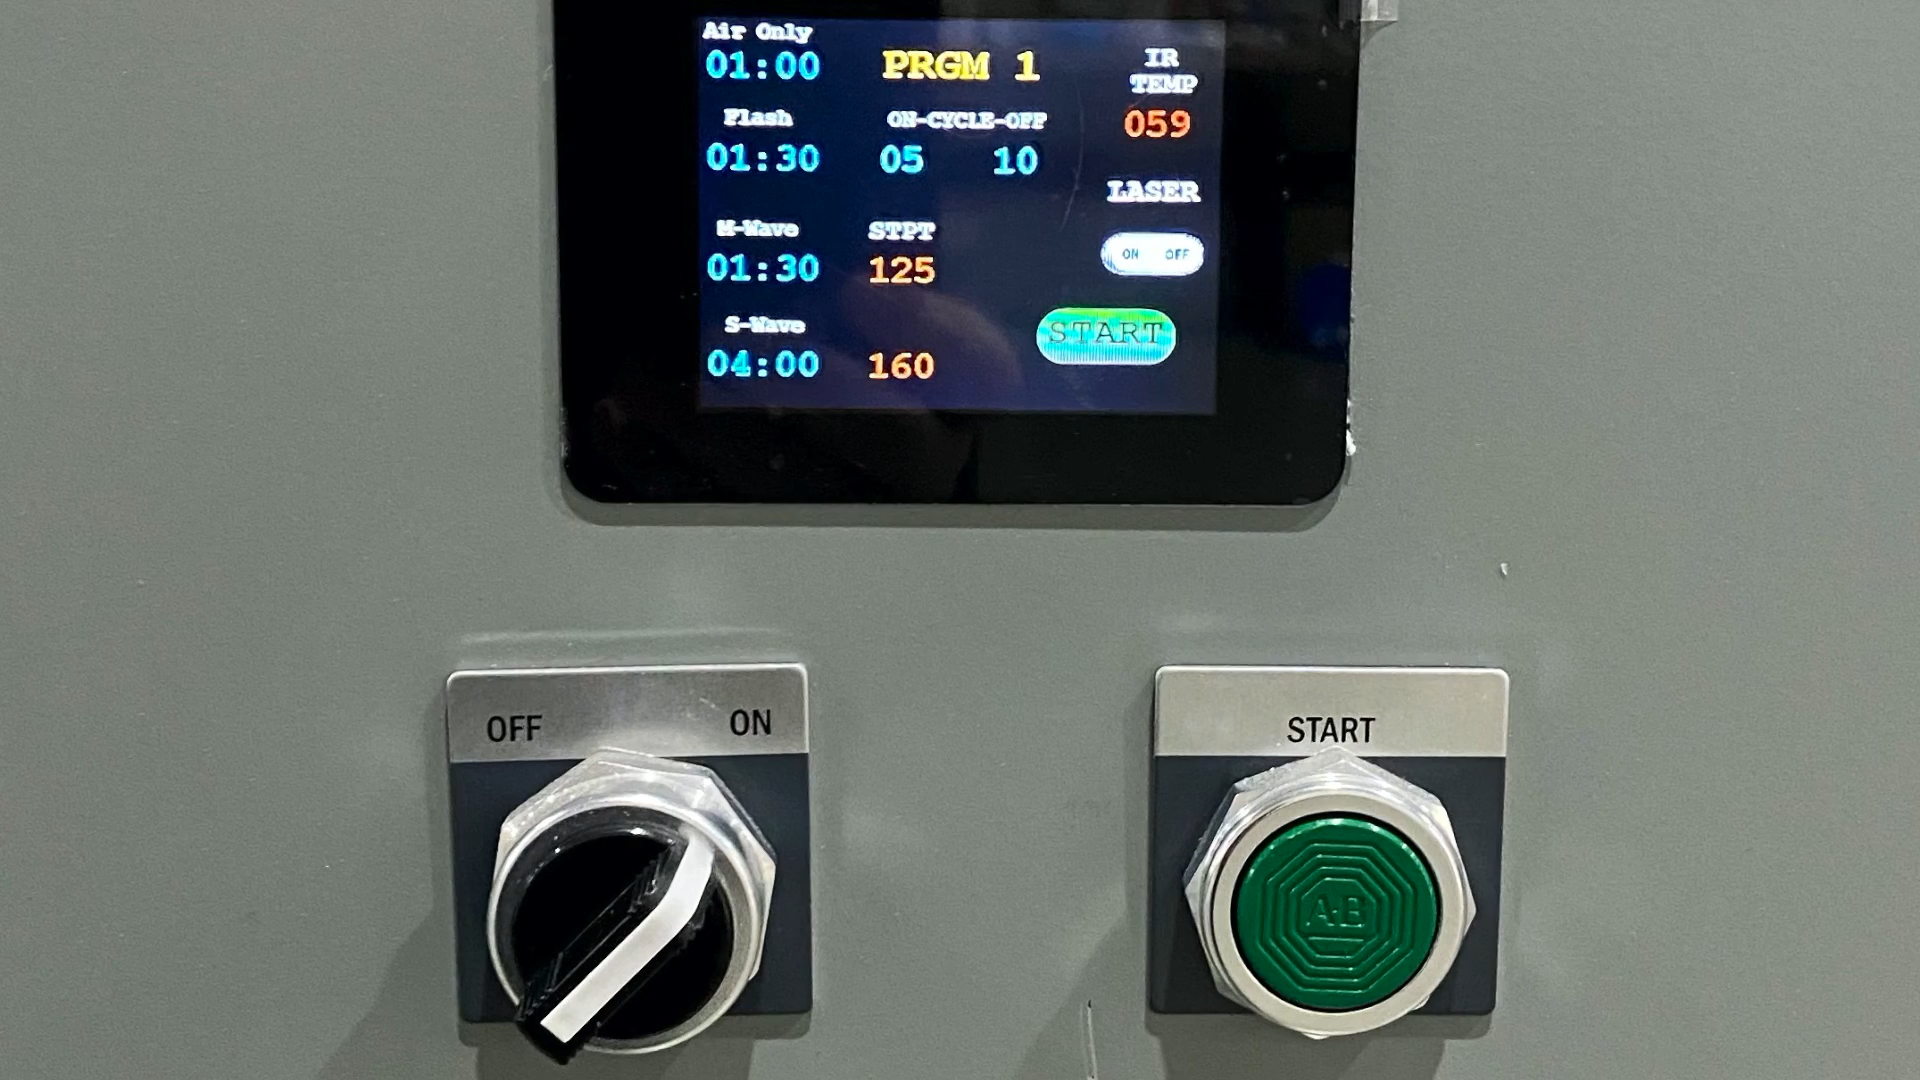 Air Only
01:00 PRGM 1
IR
TEMP
059
Flash ON-CYCLE-OFF
01:30 05 10
LASER
ON OFF
M-Wave STPT
01:30 125
S-Wave
04:00 160
START
OFF ON
START
A-B